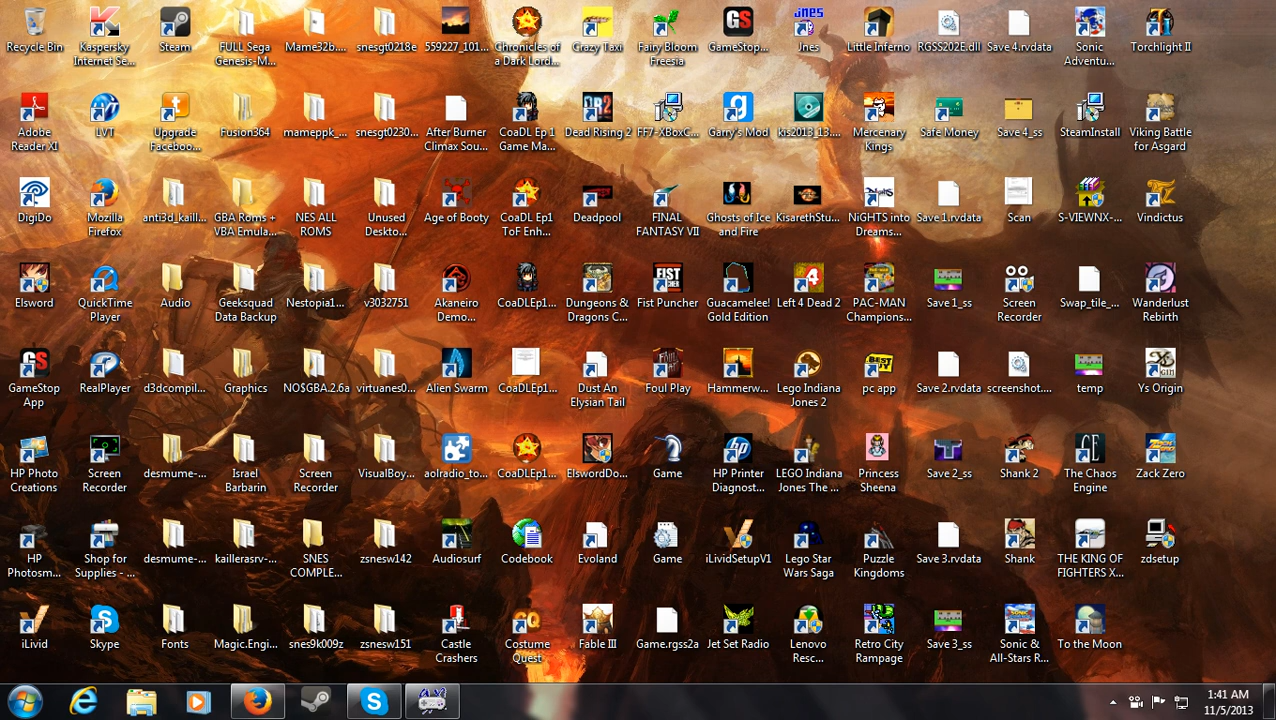 Recycle Bin
Kaspersky
Internet Se...
Steam
FULL Sega
Genesis-M...
Mame32b....
snesgt0218e
559227_101...
Chronicles of
a Dark Lord...
Crazy Taxi
Fairy Bloom
Freesia
GameStop...
Jnes
Little Inferno
RGSS202E.dll
Save 4.rvdata
Sonic
Adventu...
Torchlight II
Adobe
Reader XI
LVT
Upgrade
Faceboo...
Fusion364
mameppk_...
snesgt0230...
After Burner
Climax Sou...
CoaDL Ep 1
Game Ma...
Dead Rising 2
FF7-XBoxC...
Garry's Mod
kis2013_13....
Mercenary
Kings
Safe Money
Save 4_ss
SteamInstall
Viking Battle
for Asgard
DigiDo
Mozilla
Firefox
anti3d_kaill...
GBA Roms +
VBA Emula...
NES ALL
ROMS
Unused
Deskto...
Age of Booty
CoaDL Ep1
ToF Enh...
Deadpool
FINAL
FANTASY VII
Ghosts of Ice
and Fire
KisarethStu...
NiGHTS into
Dreams...
Save 1.rvdata
Scan
S-VIEWNX-...
Vindictus
Elsword
QuickTime
Player
Audio
Geeksquad
Data Backup
Nestopia1...
v3032751
Akaneiro
Demo...
CoaDLEp1...
Dungeons &
Dragons C...
Fist Puncher
Guacamelee!
Gold Edition
Left 4 Dead 2
PAC-MAN
Champions...
Save 1_ss
Screen
Recorder
Swap_tile_...
Wanderlust
Rebirth
GameStop
App
RealPlayer
d3dcompil...
Graphics
NO$GBA.2.6a
virtuanes0...
Alien Swarm
CoaDLEp1...
Dust An
Elysian Tail
Foul Play
Hammerw...
Lego Indiana
Jones 2
pc app
Save 2.rvdata
screenshot....
temp
Ys Origin
HP Photo
Creations
Screen
Recorder
desmume-...
Israel
Barbarin
Screen
Recorder
VisualBoy...
aolradio_to...
CoaDLEp1...
ElswordDo...
Game
HP Printer
Diagnost...
LEGO Indiana
Jones The ...
Princess
Sheena
Save 2_ss
Shank 2
The Chaos
Engine
Zack Zero
HP
Photosm...
Shop for
Supplies - ...
desmume-...
kaillerasrv-...
SNES
COMPLE...
zsnesw142
Audiosurf
Codebook
Evoland
Game
iLividSetupV1
Lego Star
Wars Saga
Puzzle
Kingdoms
Save 3.rvdata
Shank
THE KING OF
FIGHTERS X...
zdsetup
iLivid
Skype
Fonts
Magic.Engi...
snes9k009z
zsnesw151
Castle
Crashers
Costume
Quest
Fable III
Game.rgss2a
Jet Set Radio
Lenovo
Resc...
Retro City
Rampage
Save 3_ss
Sonic &
All-Stars R...
To the Moon
1:41 AM
11/5/2013